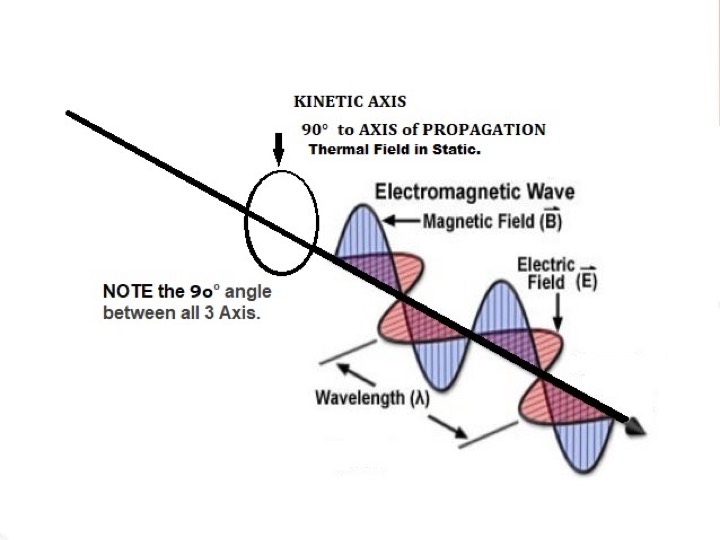 KINETIC AXIS
90° to AXIS of PROPAGATION
Thermal Field in Static.
Electromagnetic Wave
Magnetic Field (B⃗)
Electric
Field (E⃗)
NOTE the 9o° angle
between all 3 Axis.
Wavelength (λ)